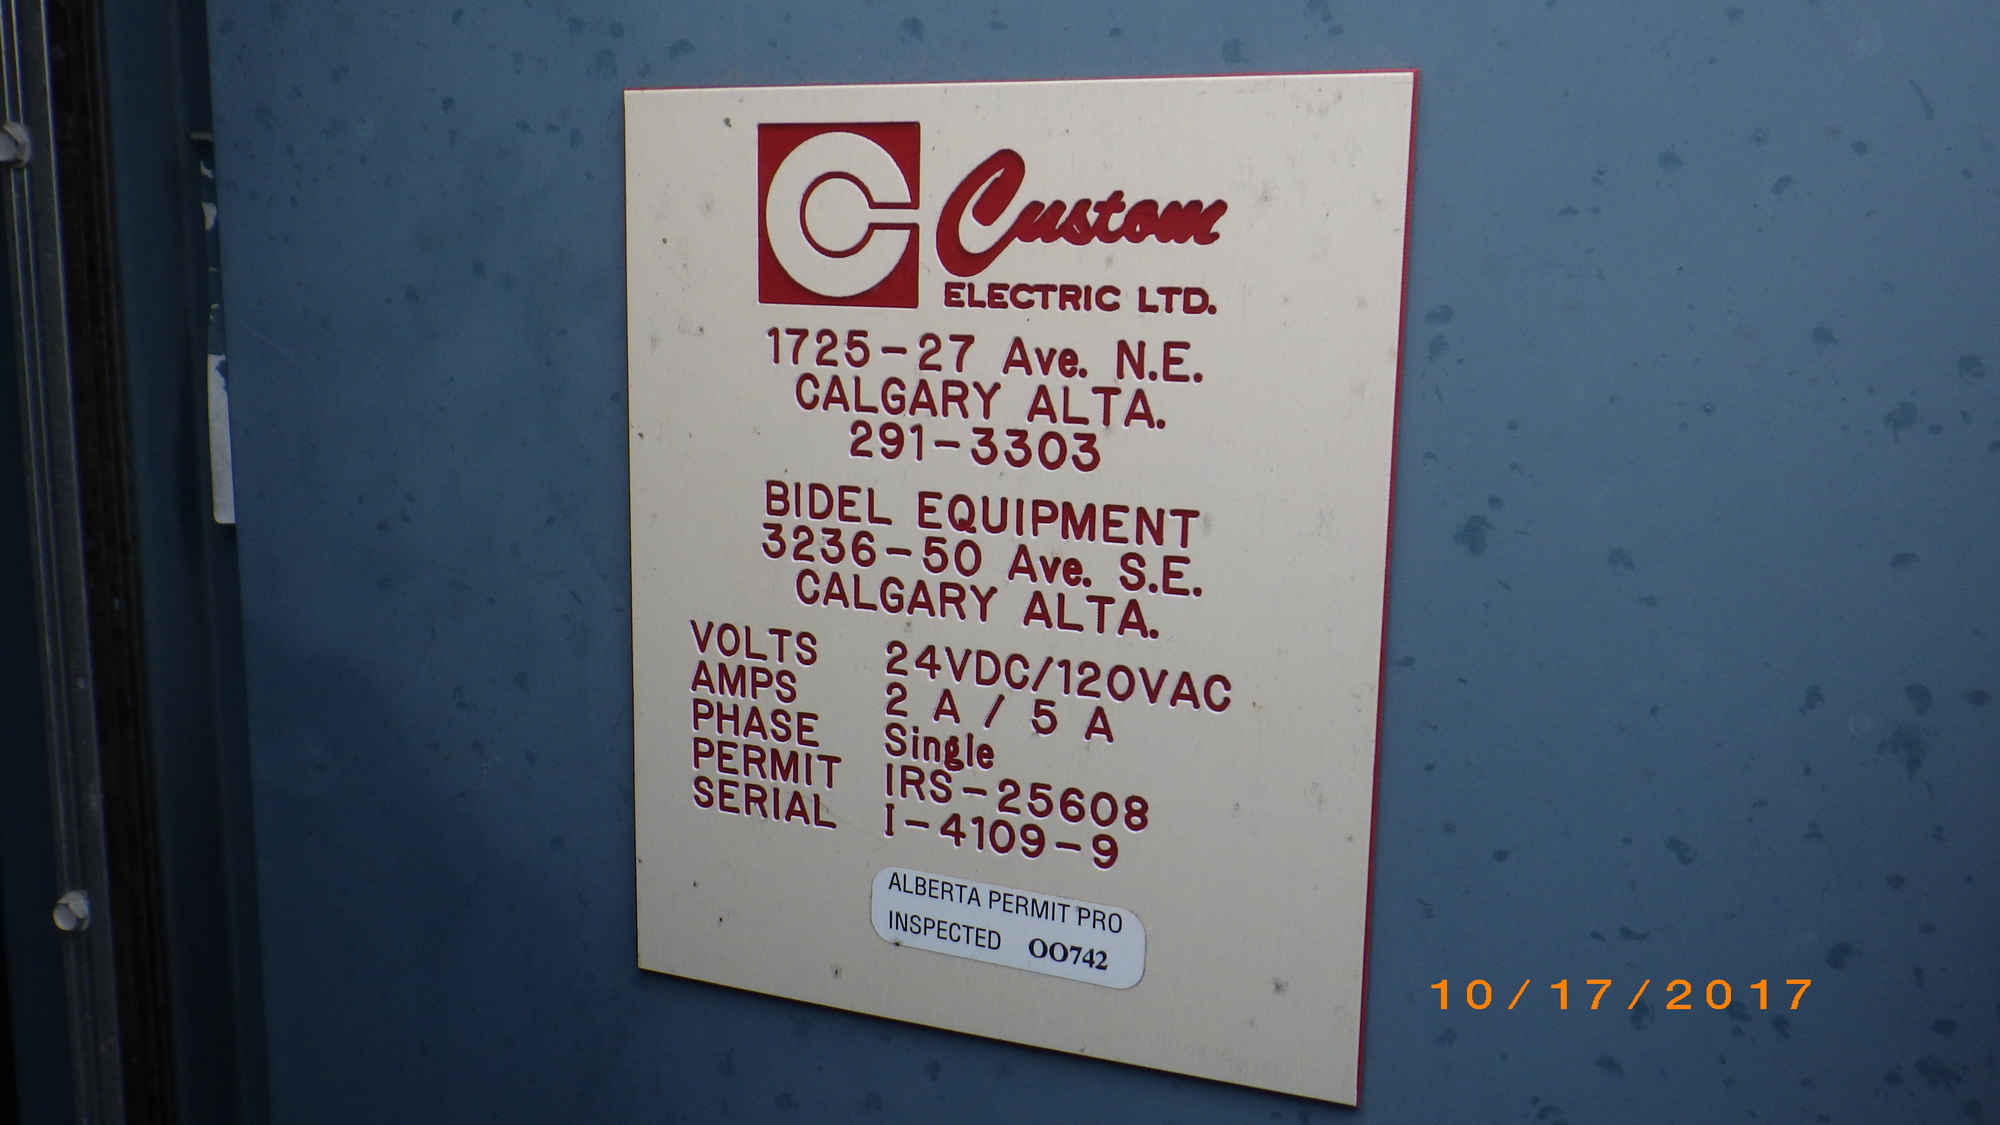 C Custom
ELECTRIC LTD.
1725-27 Ave. N.E.
CALGARY ALTA.
291-3303
BIDEL EQUIPMENT
3236-50 Ave. S.E.
CALGARY ALTA.
VOLTS 24VDC/120VAC
AMPS 2 A / 5 A
PHASE Single
PERMIT IRS-25608
SERIAL I-4109-9
ALBERTA PERMIT PRO
INSPECTED OO742
10/17/2017